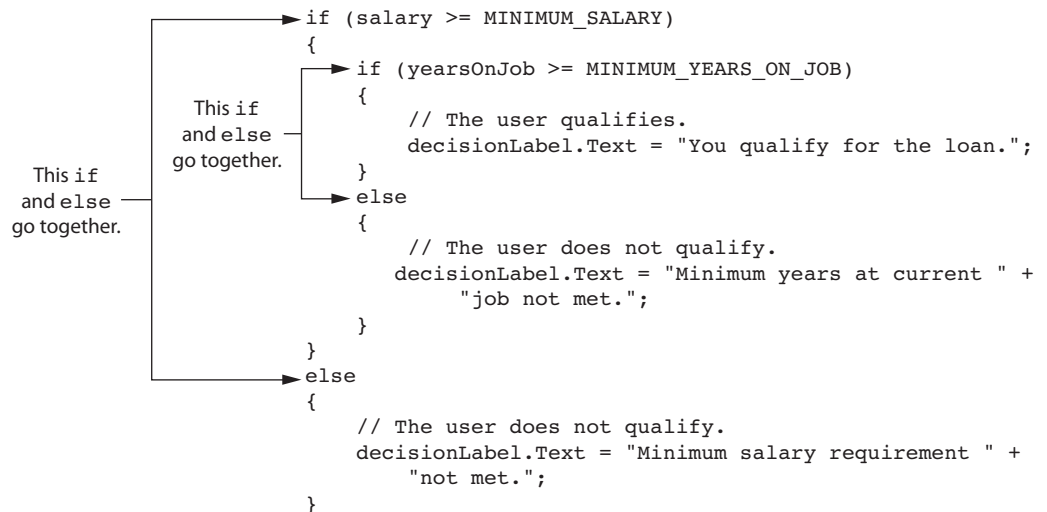 if (salary >= MINIMUM_SALARY)
{
if (yearsOnJob >= MINIMUM_YEARS_ON_JOB)
{
// The user qualifies.
decisionLabel.Text = "You qualify for the loan.";
}
else
{
// The user does not qualify.
decisionLabel.Text = "Minimum years at current " +
"job not met.";
}
}
else
{
// The user does not qualify.
decisionLabel.Text = "Minimum salary requirement " +
"not met.";
}
This if
and else
go together.
This if
and else
go together.